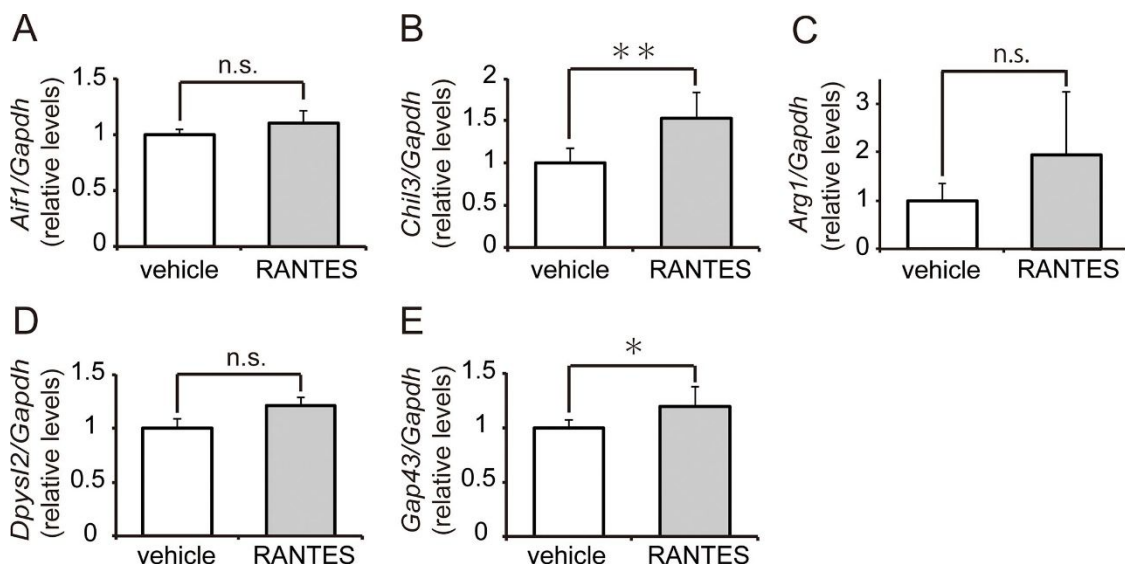 A
Aif1/Gapdh
(relative levels)
n.s.
1.5
1
0.5
0
vehicle RANTES
B
Chil3/Gapdh
(relative levels)
**
2
1.5
1
0.5
0
vehicle RANTES
C
Arg1/Gapdh
(relative levels)
n.s.
3
2
1
0
vehicle RANTES
D
Dpysl2/Gapdh
(relative levels)
n.s.
1.5
1
0.5
0
vehicle RANTES
E
Gap43/Gapdh
(relative levels)
*
1.5
1
0.5
0
vehicle RANTES